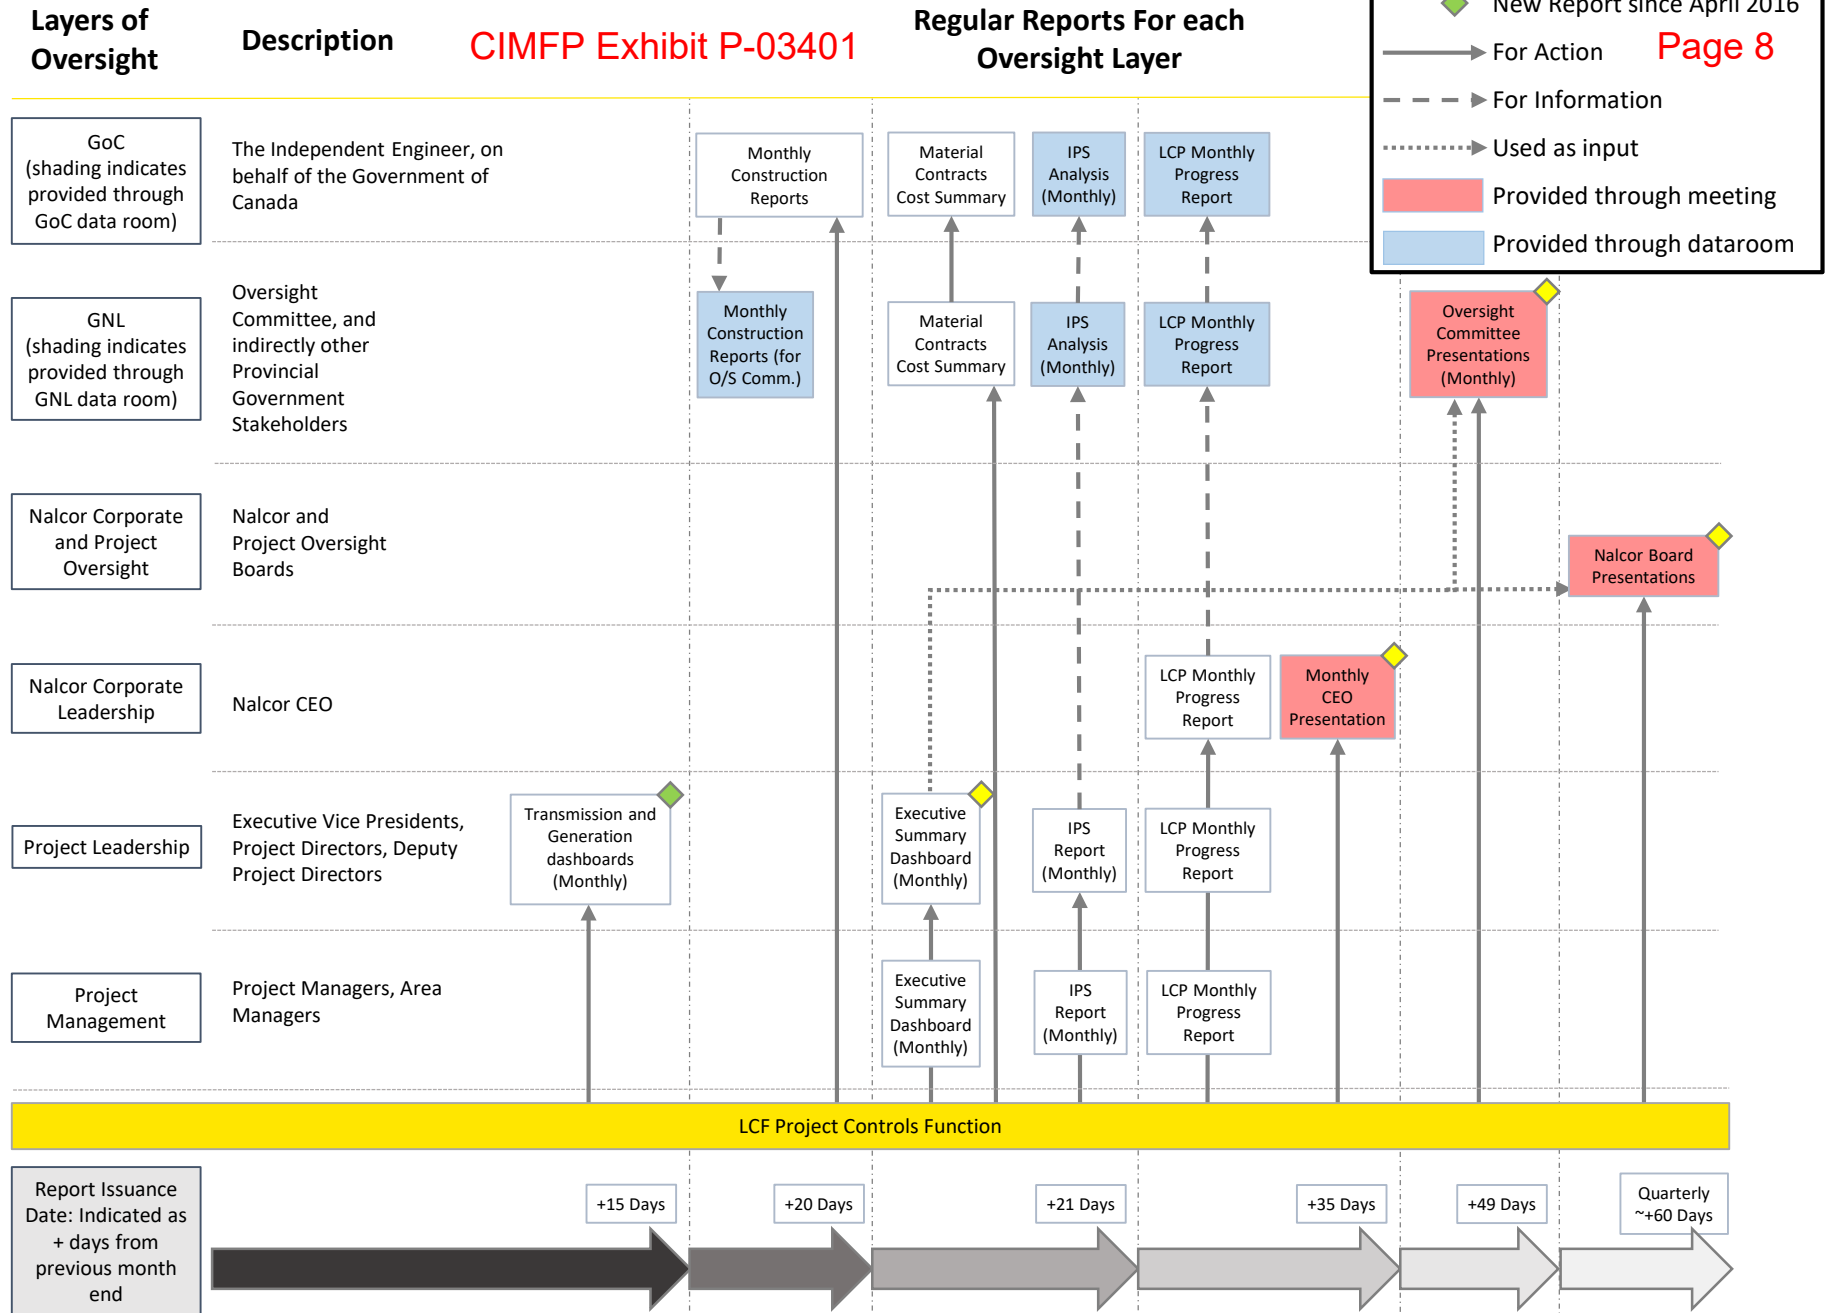 Layers of
Oversight
Description
CIMFP Exhibit P-03401
Regular Reports For each
Oversight Layer
New Report since April 2016
For Action
Page 8
For Information
Used as input
Provided through meeting
Provided through dataroom
GoC
(shading indicates
provided through
GoC data room)
The Independent Engineer, on
behalf of the Government of
Canada
Monthly
Construction
Reports
Material
Contracts
Cost Summary
IPS
Analysis
(Monthly)
LCP Monthly
Progress
Report
GNL
(shading indicates
provided through
GNL data room)
Oversight
Committee, and
indirectly other
Provincial
Government
Stakeholders
Monthly
Construction
Reports (for
O/S Comm.)
Material
Contracts
Cost Summary
IPS
Analysis
(Monthly)
LCP Monthly
Progress
Report
Oversight
Committee
Presentations
(Monthly)
Nalcor Corporate
and Project
Oversight
Nalcor and
Project Oversight
Boards
Nalcor Board
Presentations
Nalcor Corporate
Leadership
Nalcor CEO
LCP Monthly
Progress
Report
Monthly
CEO
Presentation
Project Leadership
Executive Vice Presidents,
Project Directors, Deputy
Project Directors
Transmission and
Generation
dashboards
(Monthly)
Executive
Summary
Dashboard
(Monthly)
IPS
Report
(Monthly)
LCP Monthly
Progress
Report
Project
Management
Project Managers, Area
Managers
Executive
Summary
Dashboard
(Monthly)
IPS
Report
(Monthly)
LCP Monthly
Progress
Report
LCF Project Controls Function
Report Issuance
Date: Indicated as
+ days from
previous month
end
+15 Days
+20 Days
+21 Days
+35 Days
+49 Days
Quarterly
~+60 Days